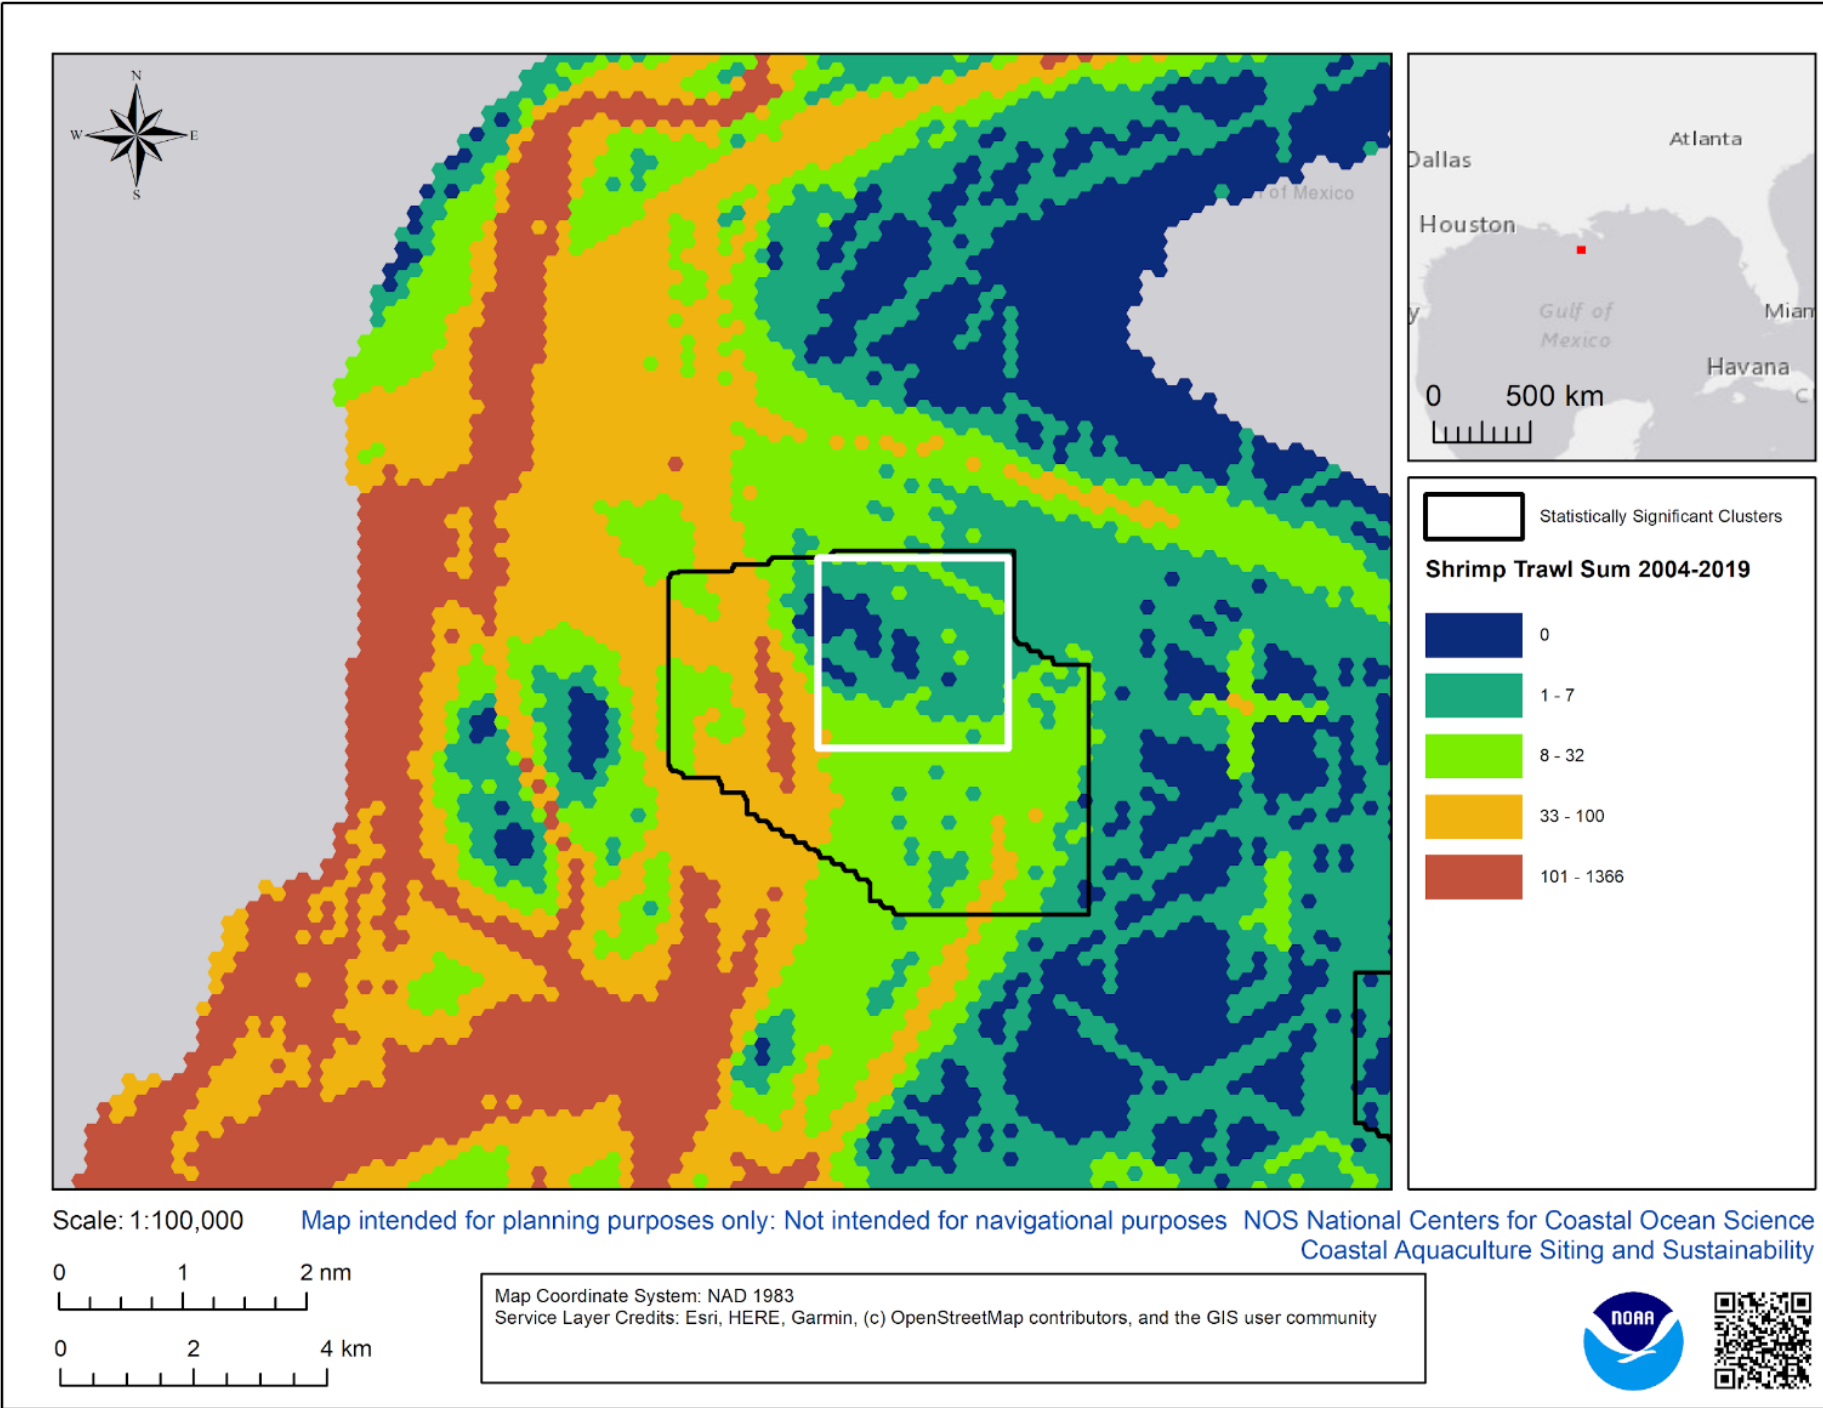 N
W E
S
of Mexico
Dallas
Atlanta
Houston
Gulf of
Mexico
Miam
Havana
0 500 km
Statistically Significant Clusters
Shrimp Trawl Sum 2004-2019
0
1 - 7
8 - 32
33 - 100
101 - 1366
Scale: 1:100,000
Map intended for planning purposes only: Not intended for navigational purposes
NOS National Centers for Coastal Ocean Science
Coastal Aquaculture Siting and Sustainability
0 1 2 nm
0 2 4 km
Map Coordinate System: NAD 1983
Service Layer Credits: Esri, HERE, Garmin, (c) OpenStreetMap contributors, and the GIS user community
NOAA